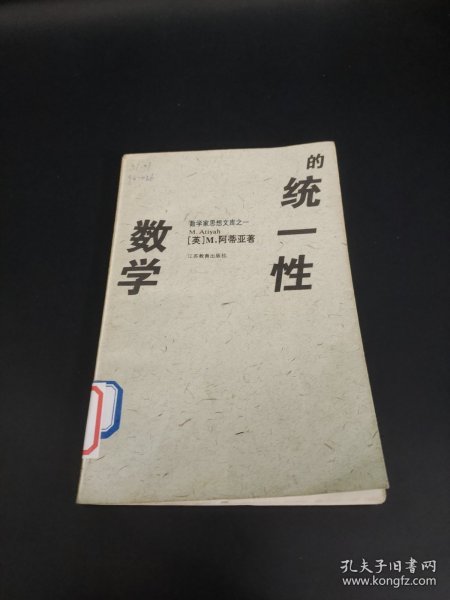 数学
的统一性
数学家思想文库之一
M. Atiyah
[英]M.阿蒂亚著
江苏教育出版社
孔夫子旧书网
www.kongfz.com